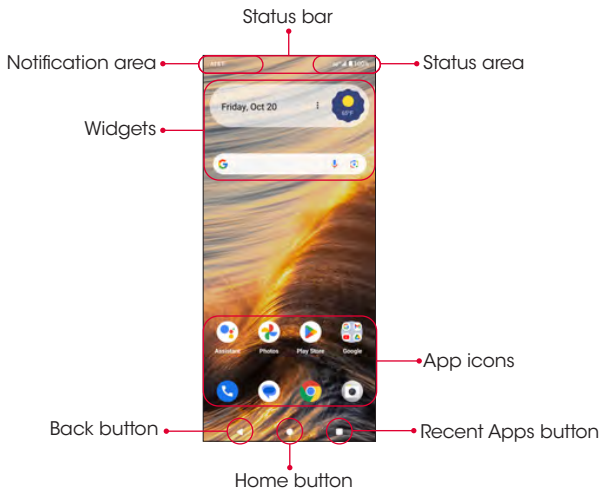 Status bar
Notification area
Status area
100%
Friday, Oct 20
Widgets
G
Assistant
Photos
Play Store
Google
App icons
Back button
Recent Apps button
Home button